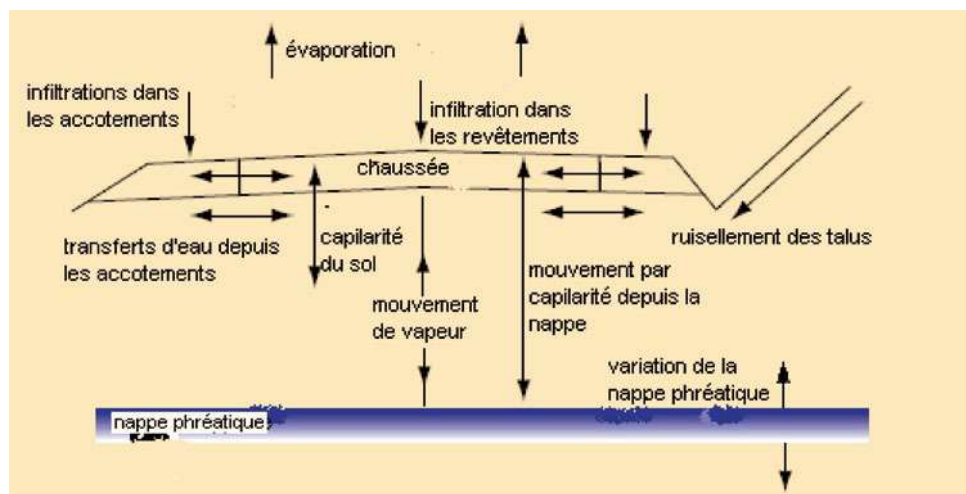 évaporation
infiltrations dans
les accotements
infiltration dans
les revêtements
chaussée
transferts d'eau depuis
les accotements
capilarité
du sol
ruisellement des talus
mouvement par
capilarité depuis la
nappe
mouvement
de vapeur
variation de la
nappe phréatique
nappe phréatique